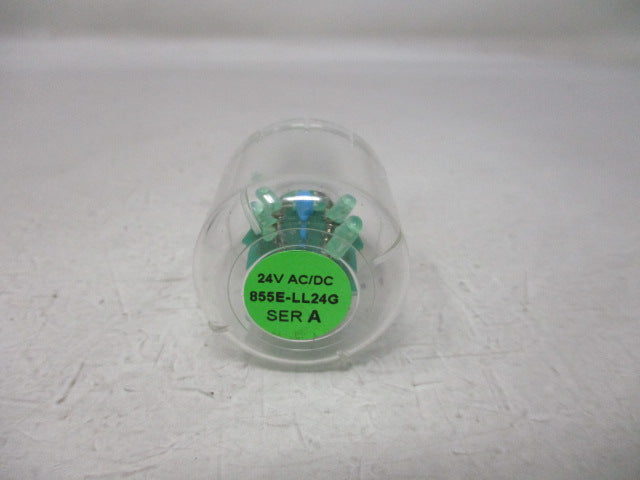 24V AC/DC
855E-LL24G
SER A